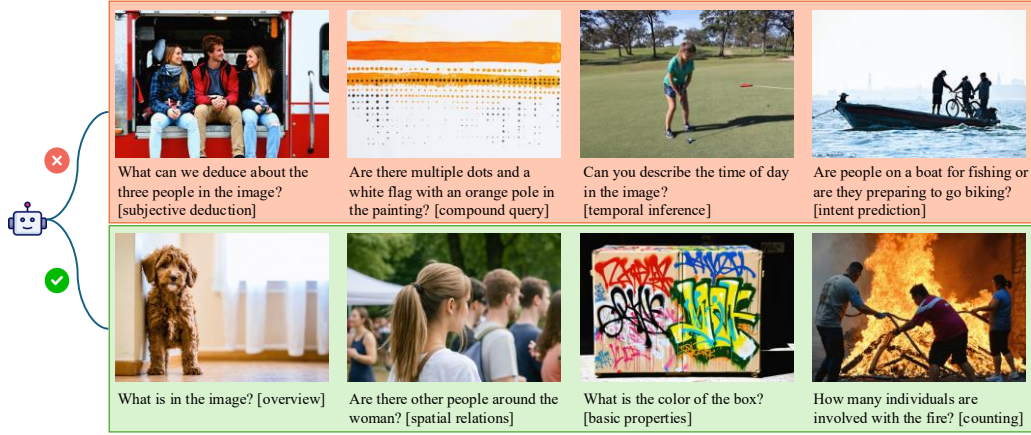 What can we deduce about the
three people in the image?
[subjective deduction]
Are there multiple dots and a
white flag with an orange pole in
the painting? [compound query]
Can you describe the time of day
in the image?
[temporal inference]
Are people on a boat for fishing or
are they preparing to go biking?
[intent prediction]
What is in the image? [overview]
Are there other people around the
woman? [spatial relations]
What is the color of the box?
[basic properties]
How many individuals are
involved with the fire? [counting]